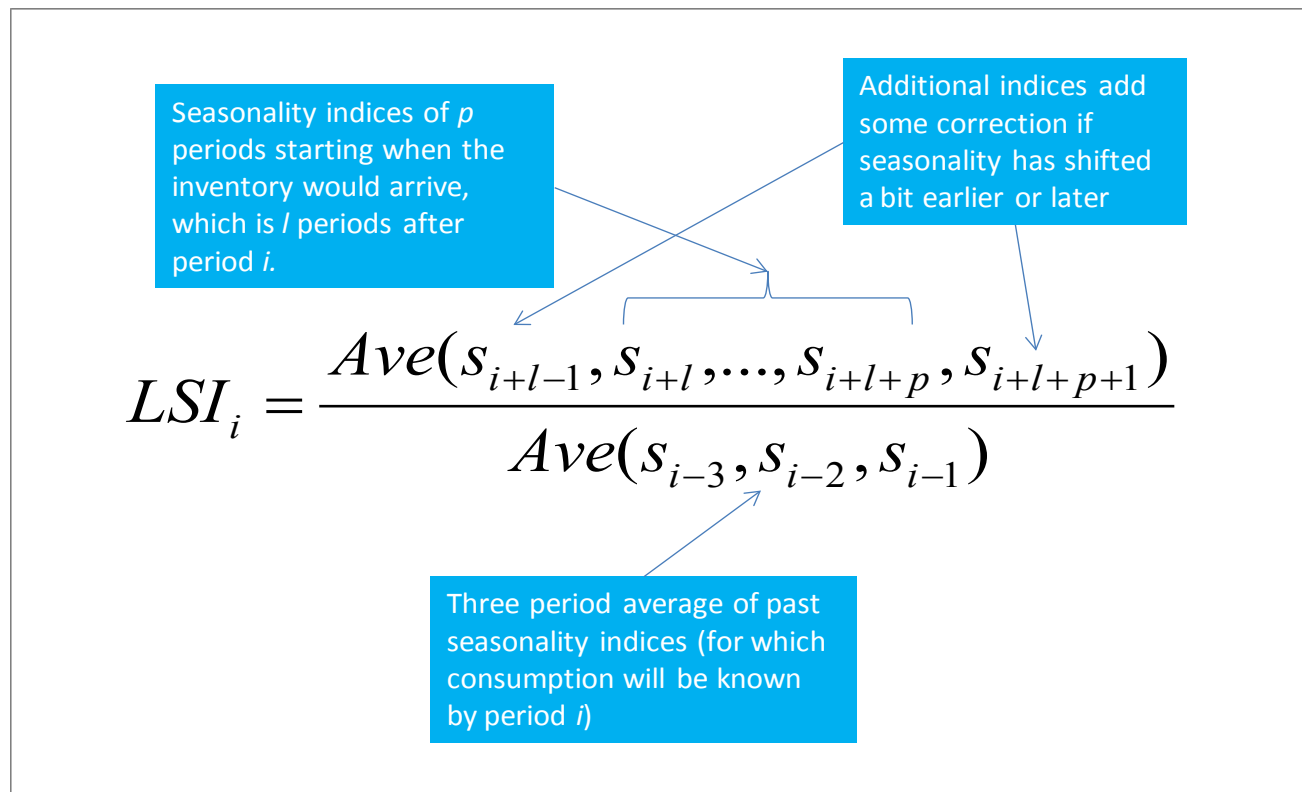 Seasonality indices of p
periods starting when the
inventory would arrive,
which is l periods after
period i.
Additional indices add
some correction if
seasonality has shifted
a bit earlier or later
LSI_i = Ave(s_{i+l-1}, s_{i+l}, ..., s_{i+l+p}, s_{i+l+p+1})
Ave(s_{i-3}, s_{i-2}, s_{i-1})
Three period average of past
seasonality indices (for which
consumption will be known
by period i)